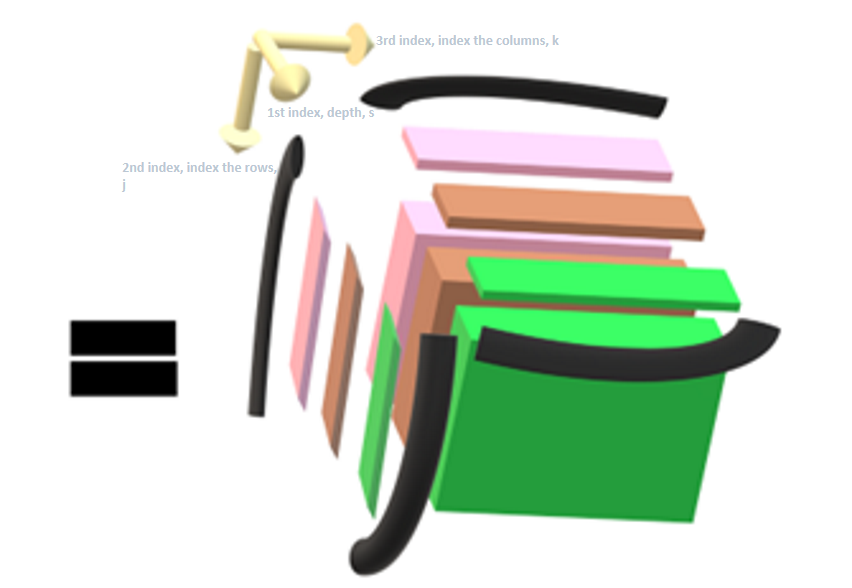 3rd index, index the columns, k
1st index, depth, s
2nd index, index the rows,
j